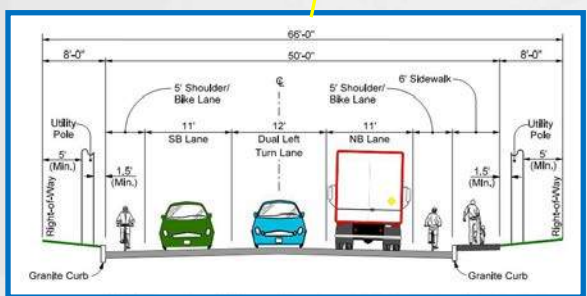 66'-0"
8'-0" 50'-0" 8'-0"
℄
5' Shoulder/
Bike Lane
5' Shoulder/
Bike Lane
6' Sidewalk
Utility
Pole
11'
SB Lane
12'
Dual Left
Turn Lane
11'
NB Lane
Utility
Pole
5'
(Min.)
1.5'
(Min.)
1.5'
(Min.)
5'
(Min.)
Right-of-Way
Right-of-Way
Granite Curb
Granite Curb